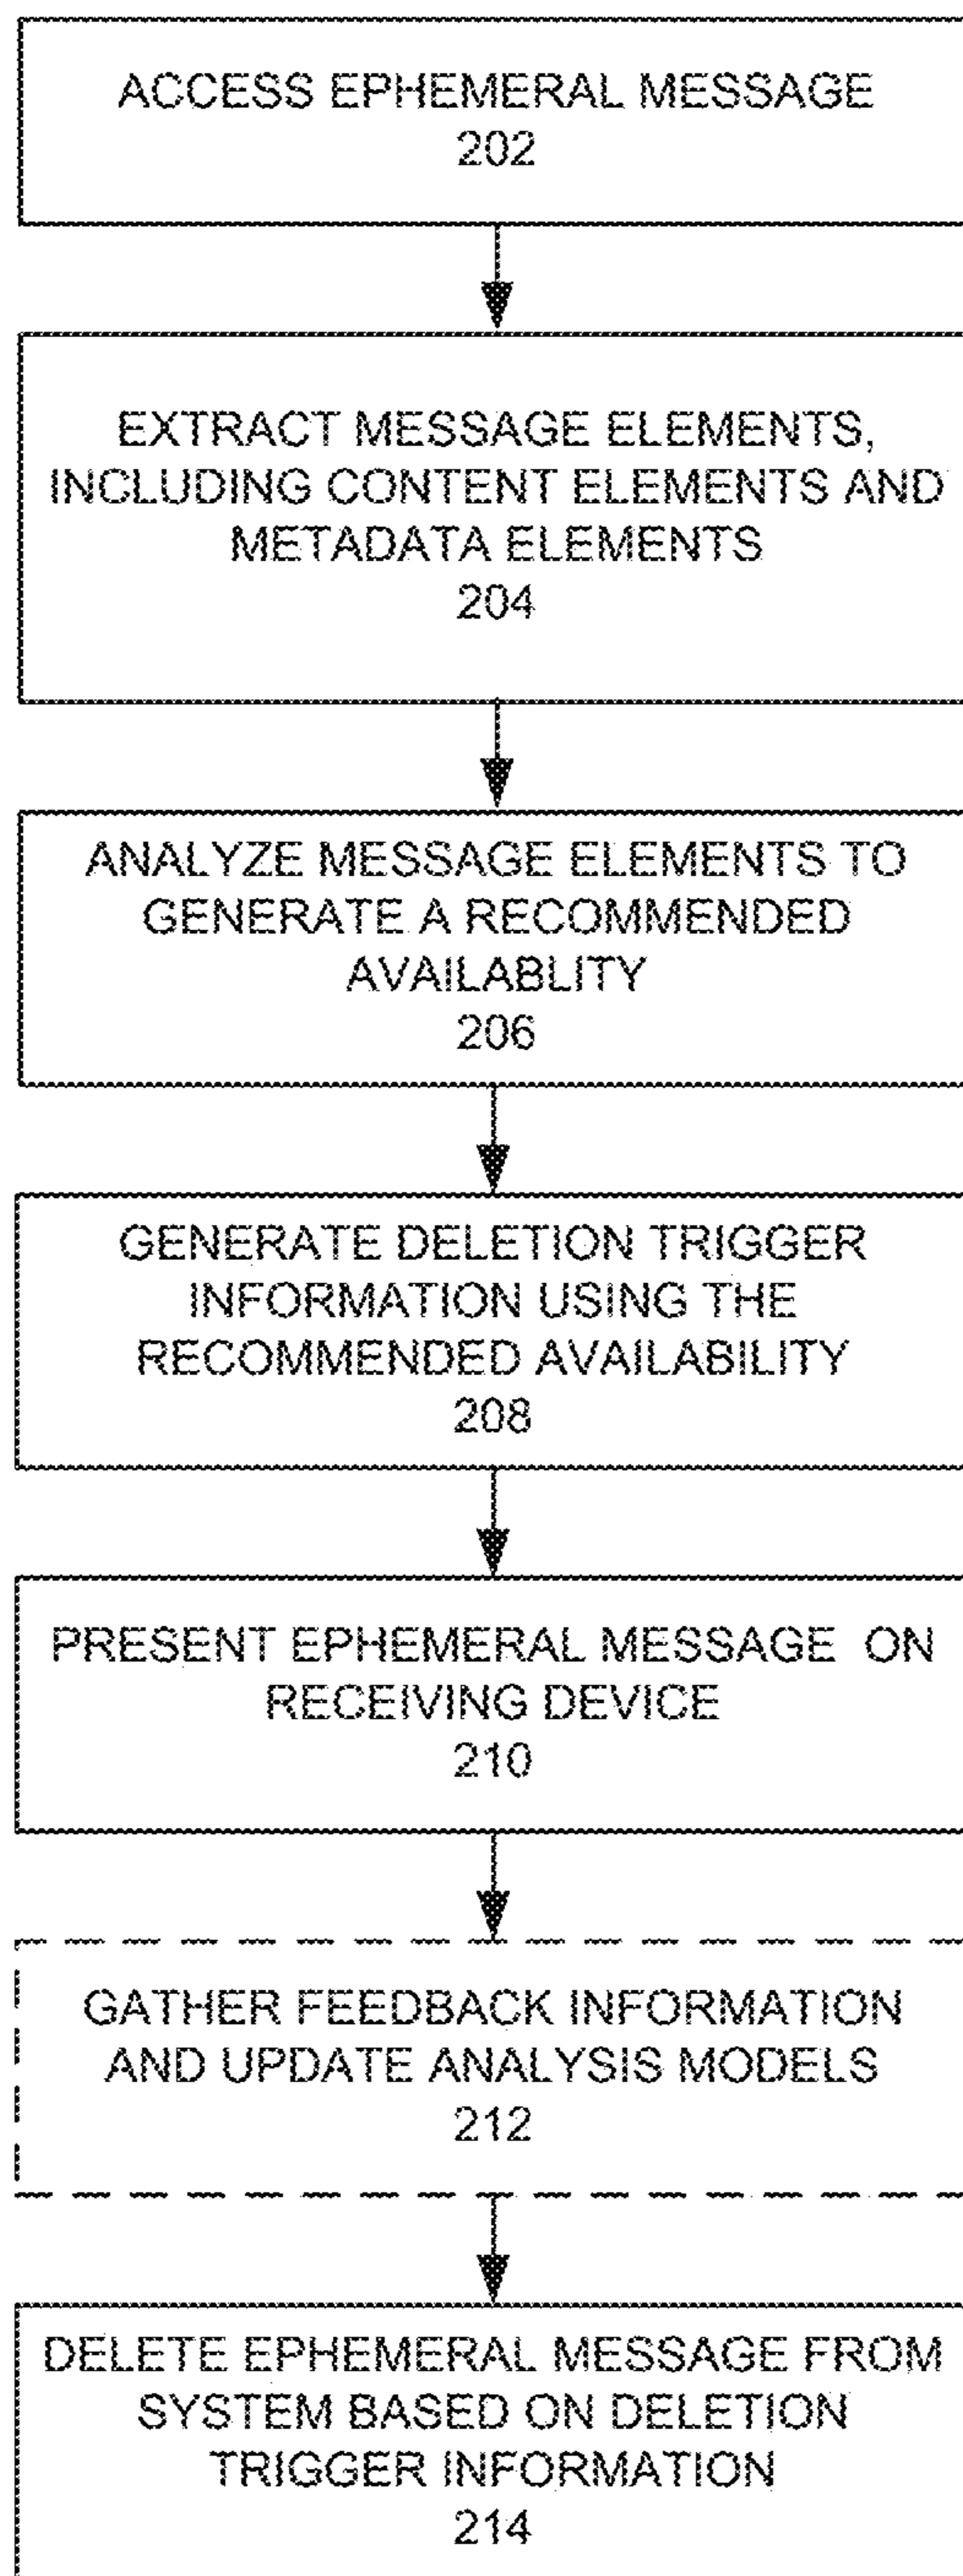 ACCESS EPHEMERAL MESSAGE
202
EXTRACT MESSAGE ELEMENTS,
INCLUDING CONTENT ELEMENTS AND
METADATA ELEMENTS
204
ANALYZE MESSAGE ELEMENTS TO
GENERATE A RECOMMENDED
AVAILABLITY
206
GENERATE DELETION TRIGGER
INFORMATION USING THE
RECOMMENDED AVAILABILITY
208
PRESENT EPHEMERAL MESSAGE ON
RECEIVING DEVICE
210
GATHER FEEDBACK INFORMATION
AND UPDATE ANALYSIS MODELS
212
DELETE EPHEMERAL MESSAGE FROM
SYSTEM BASED ON DELETION
TRIGGER INFORMATION
214